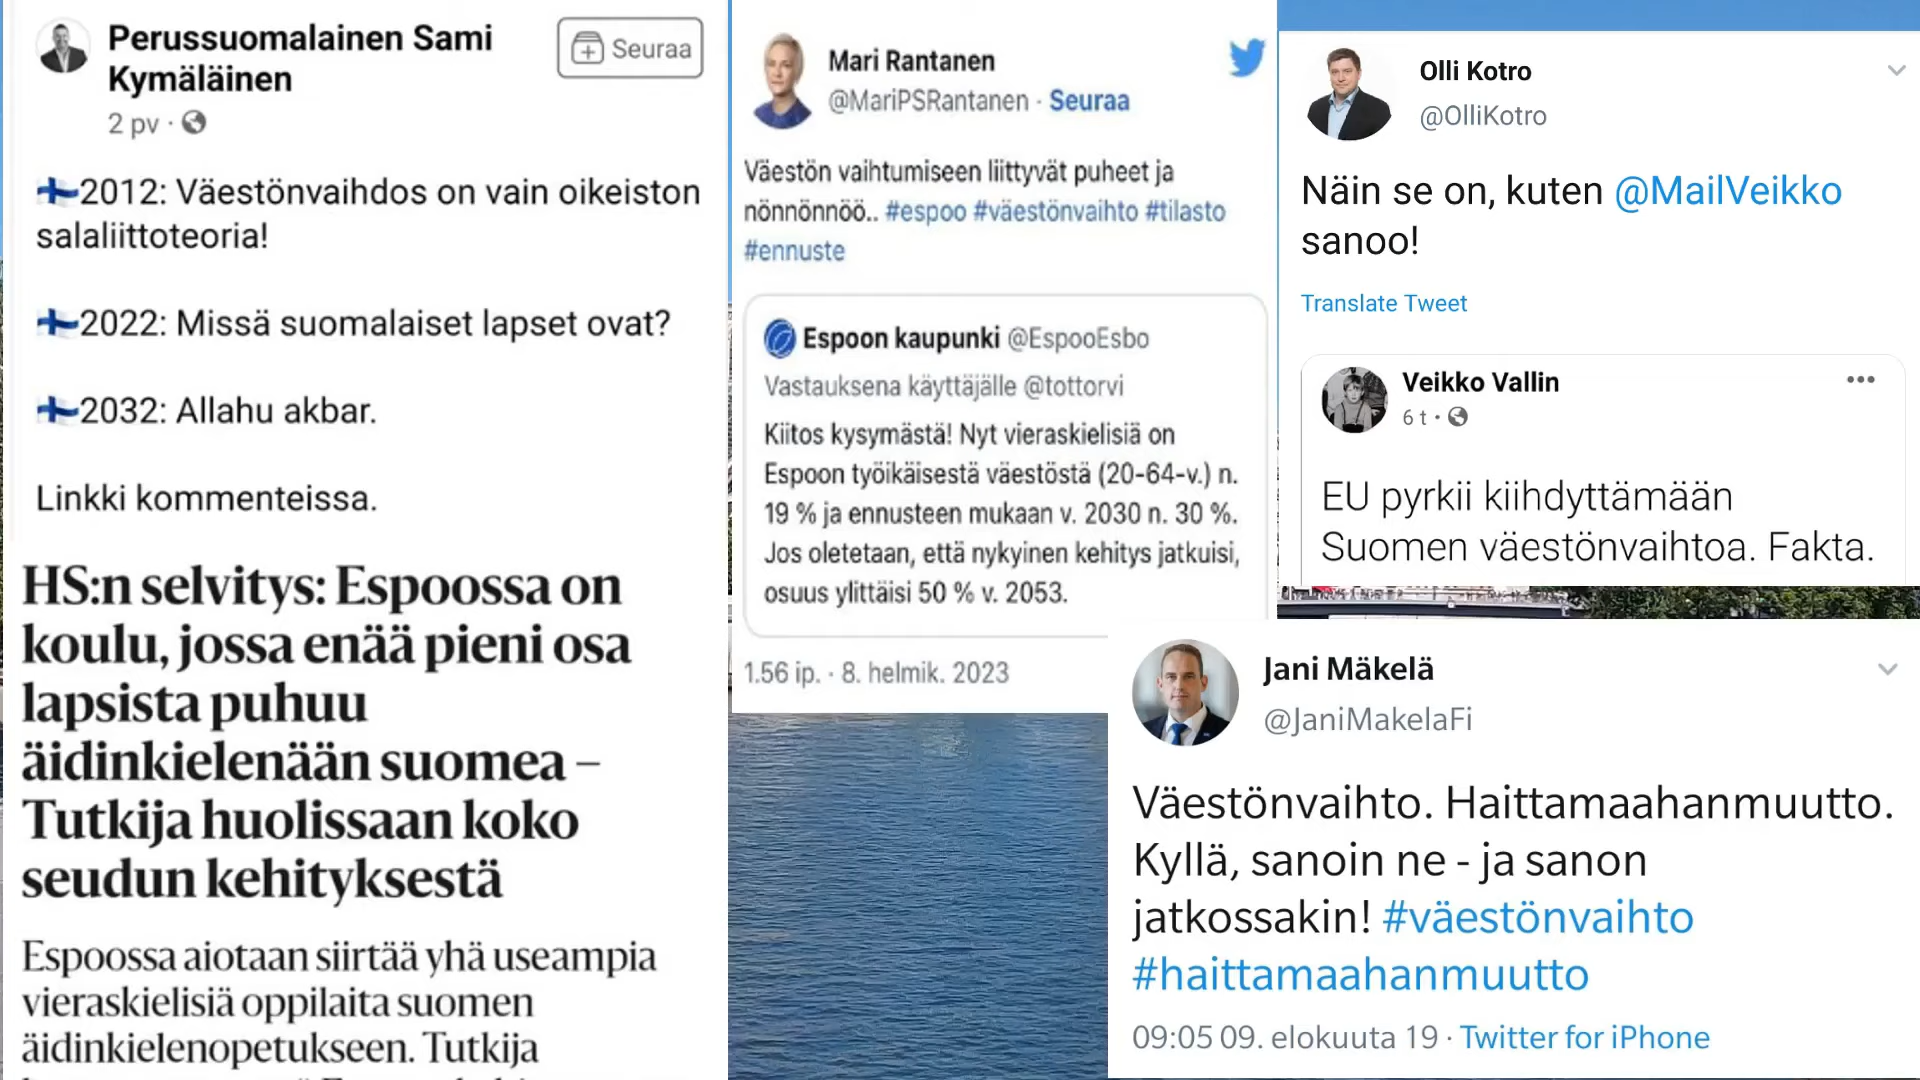 Perussuomalainen Sami
Kymäläinen
Seuraa
2 pv ·
2012: Väestönvaihdos on vain oikeiston
salaliittoteoria!
2022: Missä suomalaiset lapset ovat?
2032: Allahu akbar.
Linkki kommenteissa.
HS:n selvitys: Espoossa on
koulu, jossa enää pieni osa
lapsista puhuu
äidinkielenään suomea –
Tutkija huolissaan koko
seudun kehityksestä
Espoossa aiotaan siirtää yhä useampia
vieraskielisiä oppilaita suomen
äidinkielenopetukseen. Tutkija
Mari Rantanen
@MariPSRantanen · Seuraa
Väestön vaihtumiseen liittyvät puheet ja
nönnönnöö.. #espoo #väestönvaihto #tilasto
#ennuste
Espoon kaupunki @EspooEsbo
Vastauksena käyttäjälle @tottorvi
Kiitos kysymästä! Nyt vieraskielisiä on
Espoon työikäisestä väestöstä (20-64-v.) n.
19 % ja ennusteen mukaan v. 2030 n. 30 %.
Jos oletetaan, että nykyinen kehitys jatkuisi,
osuus ylittäisi 50 % v. 2053.
1.56 ip. · 8. helmik. 2023
Olli Kotro
@OlliKotro
Näin se on, kuten @MailVeikko
sanoo!
Translate Tweet
Veikko Vallin
6 t ·
EU pyrkii kiihdyttämään
Suomen väestönvaihtoa. Fakta.
Jani Mäkelä
@JaniMakelaFi
Väestönvaihto. Haittamaahanmuutto.
Kyllä, sanoin ne - ja sanon
jatkossakin! #väestönvaihto
#haittamaahanmuutto
09:05 09. elokuuta 19 · Twitter for iPhone